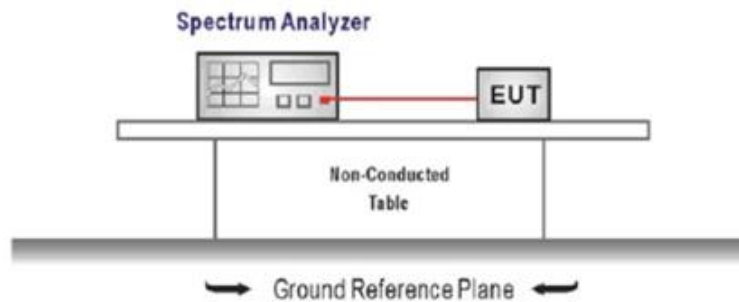 Spectrum Analyzer
EUT
Non-Conducted
Table
Ground Reference Plane